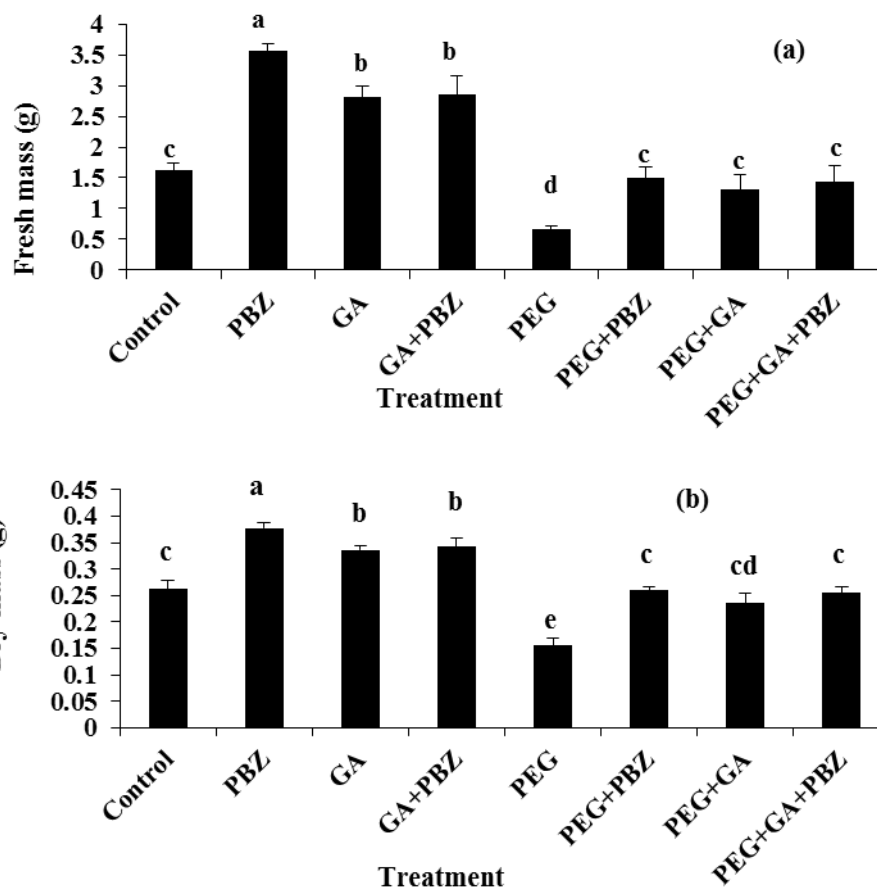 a
4
(a)
3.5
b
b
3
2.5
Fresh mass (g)
2
c
c
c
c
1.5
d
1
0.5
0
Control
PBZ
GA
GA+PBZ
PEG
PEG+PBZ
PEG+GA
PEG+GA+PBZ
Treatment
0.45
a
(b)
0.4
b
b
0.35
c
c
cd
c
0.3
0.25
e
0.2
0.15
0.1
0.05
0
Control
PBZ
GA
GA+PBZ
PEG
PEG+PBZ
PEG+GA
PEG+GA+PBZ
Treatment